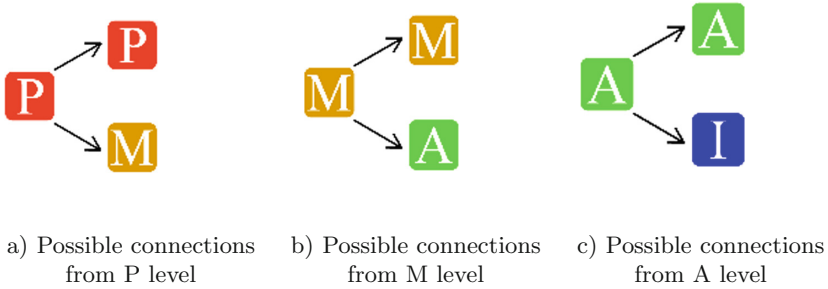 P
P
M
M
M
A
A
A
I
a) Possible connections
from P level
b) Possible connections
from M level
c) Possible connections
from A level